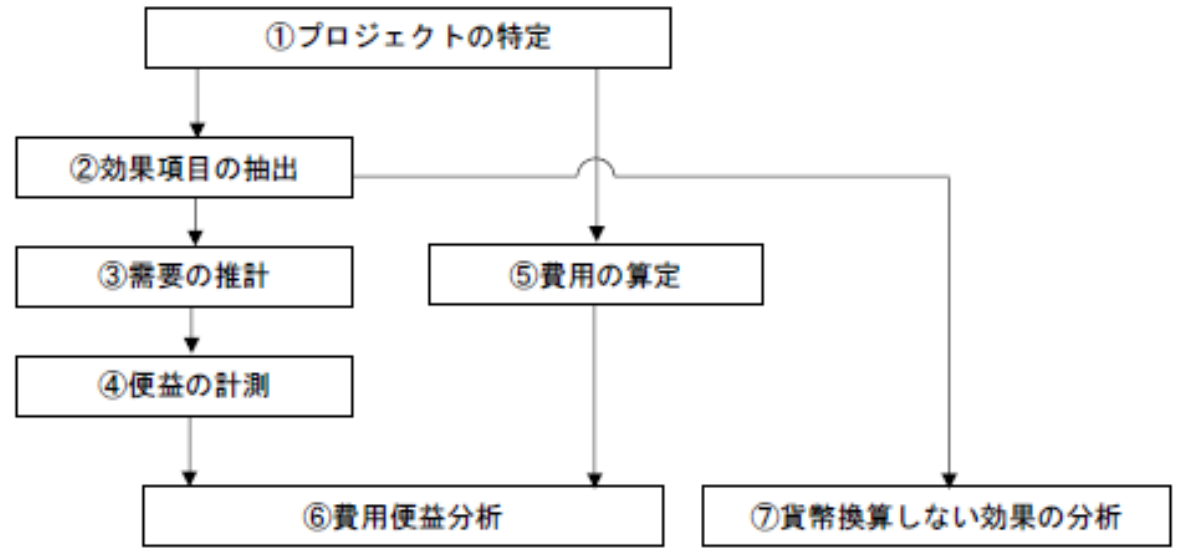 ①プロジェクトの特定
②効果項目の抽出
③需要の推計
⑤費用の算定
④便益の計測
⑥費用便益分析
⑦貨幣換算しない効果の分析